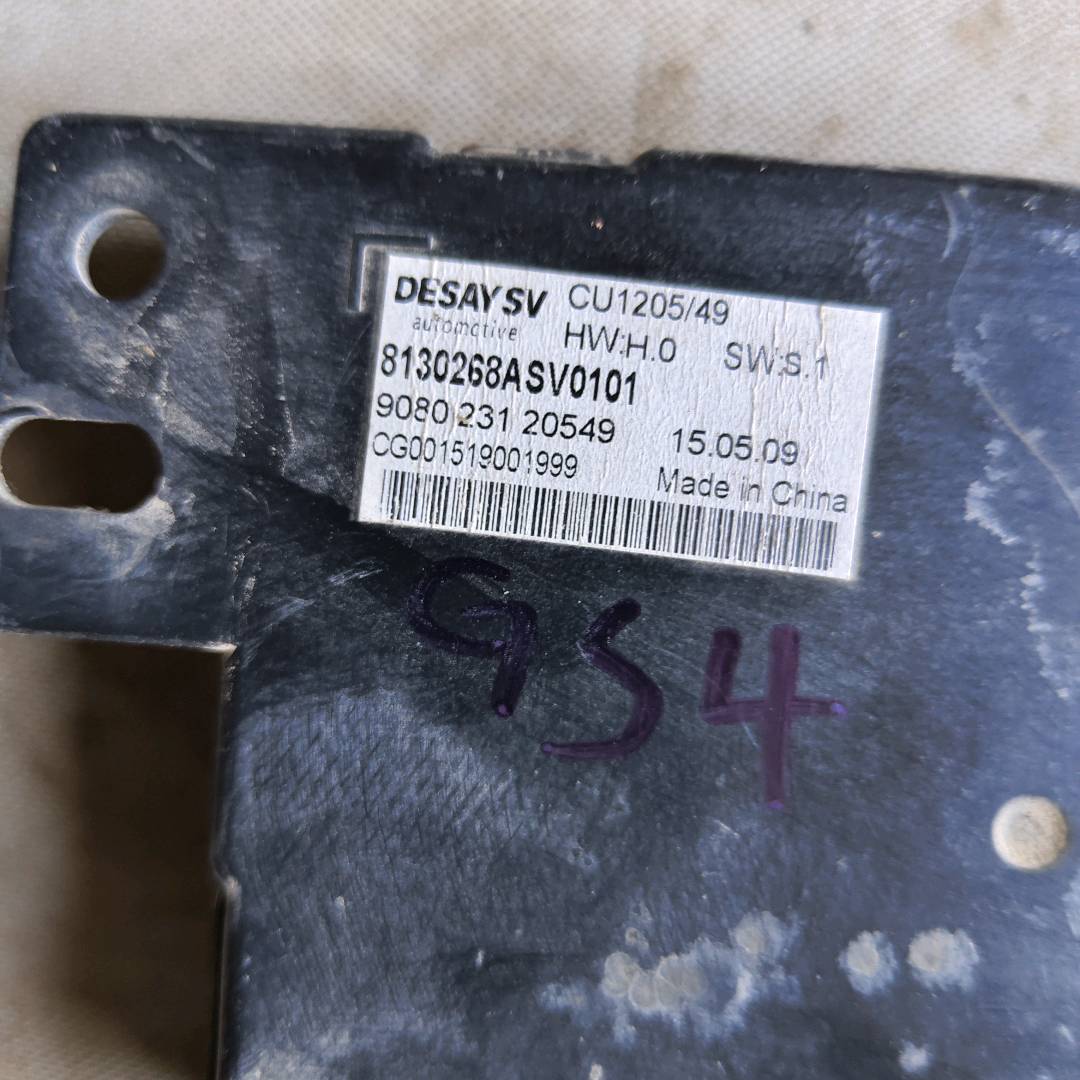 DESAY SV CU1205/49
automotive HW:H.0 SW:S.1
8130268ASV0101
9080 231 20549 15.05.09
CG001519001999 Made in China
GS4